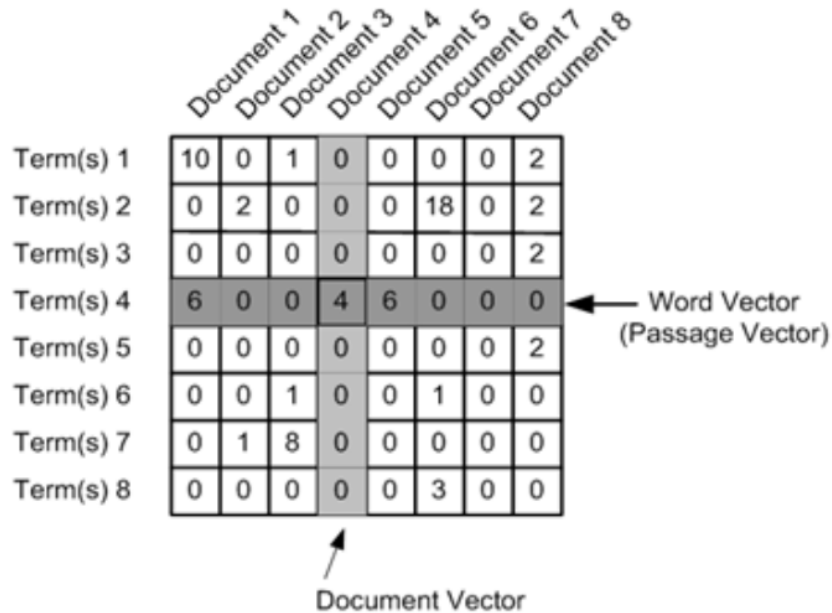 Document 1
Document 2
Document 3
Document 4
Document 5
Document 6
Document 7
Document 8
Term(s) 1 10 0 1 0 0 0 0 2
Term(s) 2 0 2 0 0 0 18 0 2
Term(s) 3 0 0 0 0 0 0 0 2
Term(s) 4 6 0 0 4 6 0 0 0
Word Vector
(Passage Vector)
Term(s) 5 0 0 0 0 0 0 0 2
Term(s) 6 0 0 1 0 0 1 0 0
Term(s) 7 0 1 8 0 0 0 0 0
Term(s) 8 0 0 0 0 0 3 0 0
Document Vector